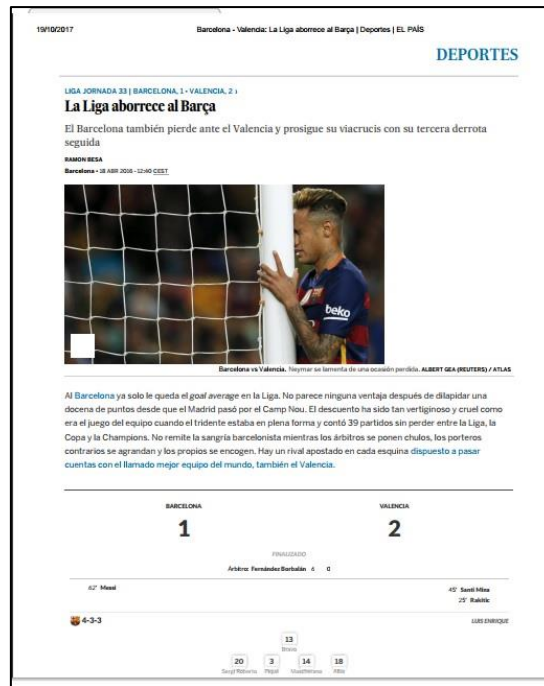 19/10/2017 Barcelona - Valencia: La Liga aborrece al Barça | Deportes | EL PAÍS
DEPORTES
LIGA JORNADA 33 | BARCELONA, 1 - VALENCIA, 2
La Liga aborrece al Barça
El Barcelona también pierde ante el Valencia y prosigue su viacrucis con su tercera derrota
seguida
RAMON BESA
Barcelona - 18 ABR 2016 - 12:40 CEST
beko
Barcelona vs Valencia. Neymar se lamenta de una ocasión perdida. ALBERT GEA (REUTERS) / ATLAS
Al Barcelona ya solo le queda el goal average en la Liga. No parece ninguna ventaja después de dilapidar una
docena de puntos desde que el Madrid pasó por el Camp Nou. El descuento ha sido tan vertiginoso y cruel como
era el juego del equipo cuando el tridente estaba en plena forma y contó 39 partidos sin perder entre la Liga, la
Copa y la Champions. No remite la sangría barcelonista mientras los árbitros se ponen chulos, los porteros
contrarios se agrandan y los propios se encogen. Hay un rival apostado en cada esquina dispuesto a pasar
cuentas con el llamado mejor equipo del mundo, también el Valencia.
BARCELONA VALENCIA
1 2
FINALIZADO
Árbitro: Fernández Borbalán 6 0
62' Messi 45' Santi Mina
25' Rakitic
4-3-3 LUIS ENRIQUE
13
Bravo
20 3 14 18
Sergi Roberto Piqué Mascherano Alba